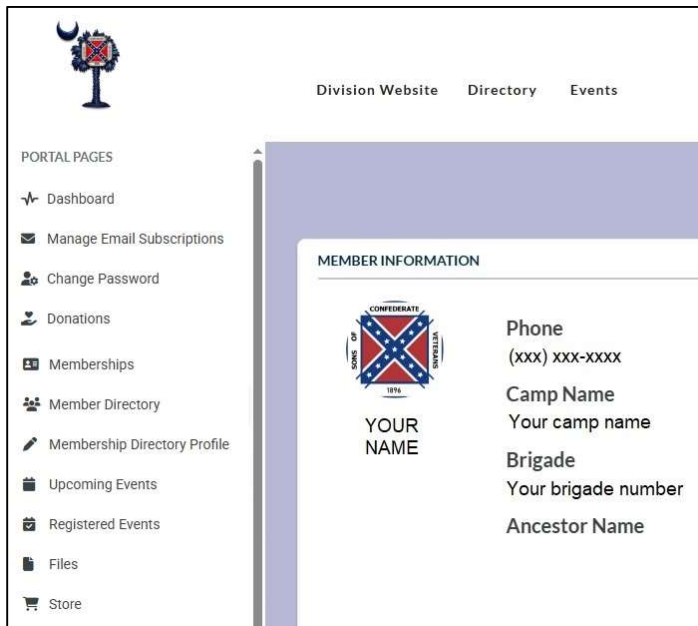 Division Website Directory Events
PORTAL PAGES
Dashboard
Manage Email Subscriptions
Change Password
Donations
Memberships
Member Directory
Membership Directory Profile
Upcoming Events
Registered Events
Files
Store
MEMBER INFORMATION
CONFEDERATE
SONS OF
VETERANS
1896
YOUR
NAME
Phone
(xxx) xxx-xxxx
Camp Name
Your camp name
Brigade
Your brigade number
Ancestor Name